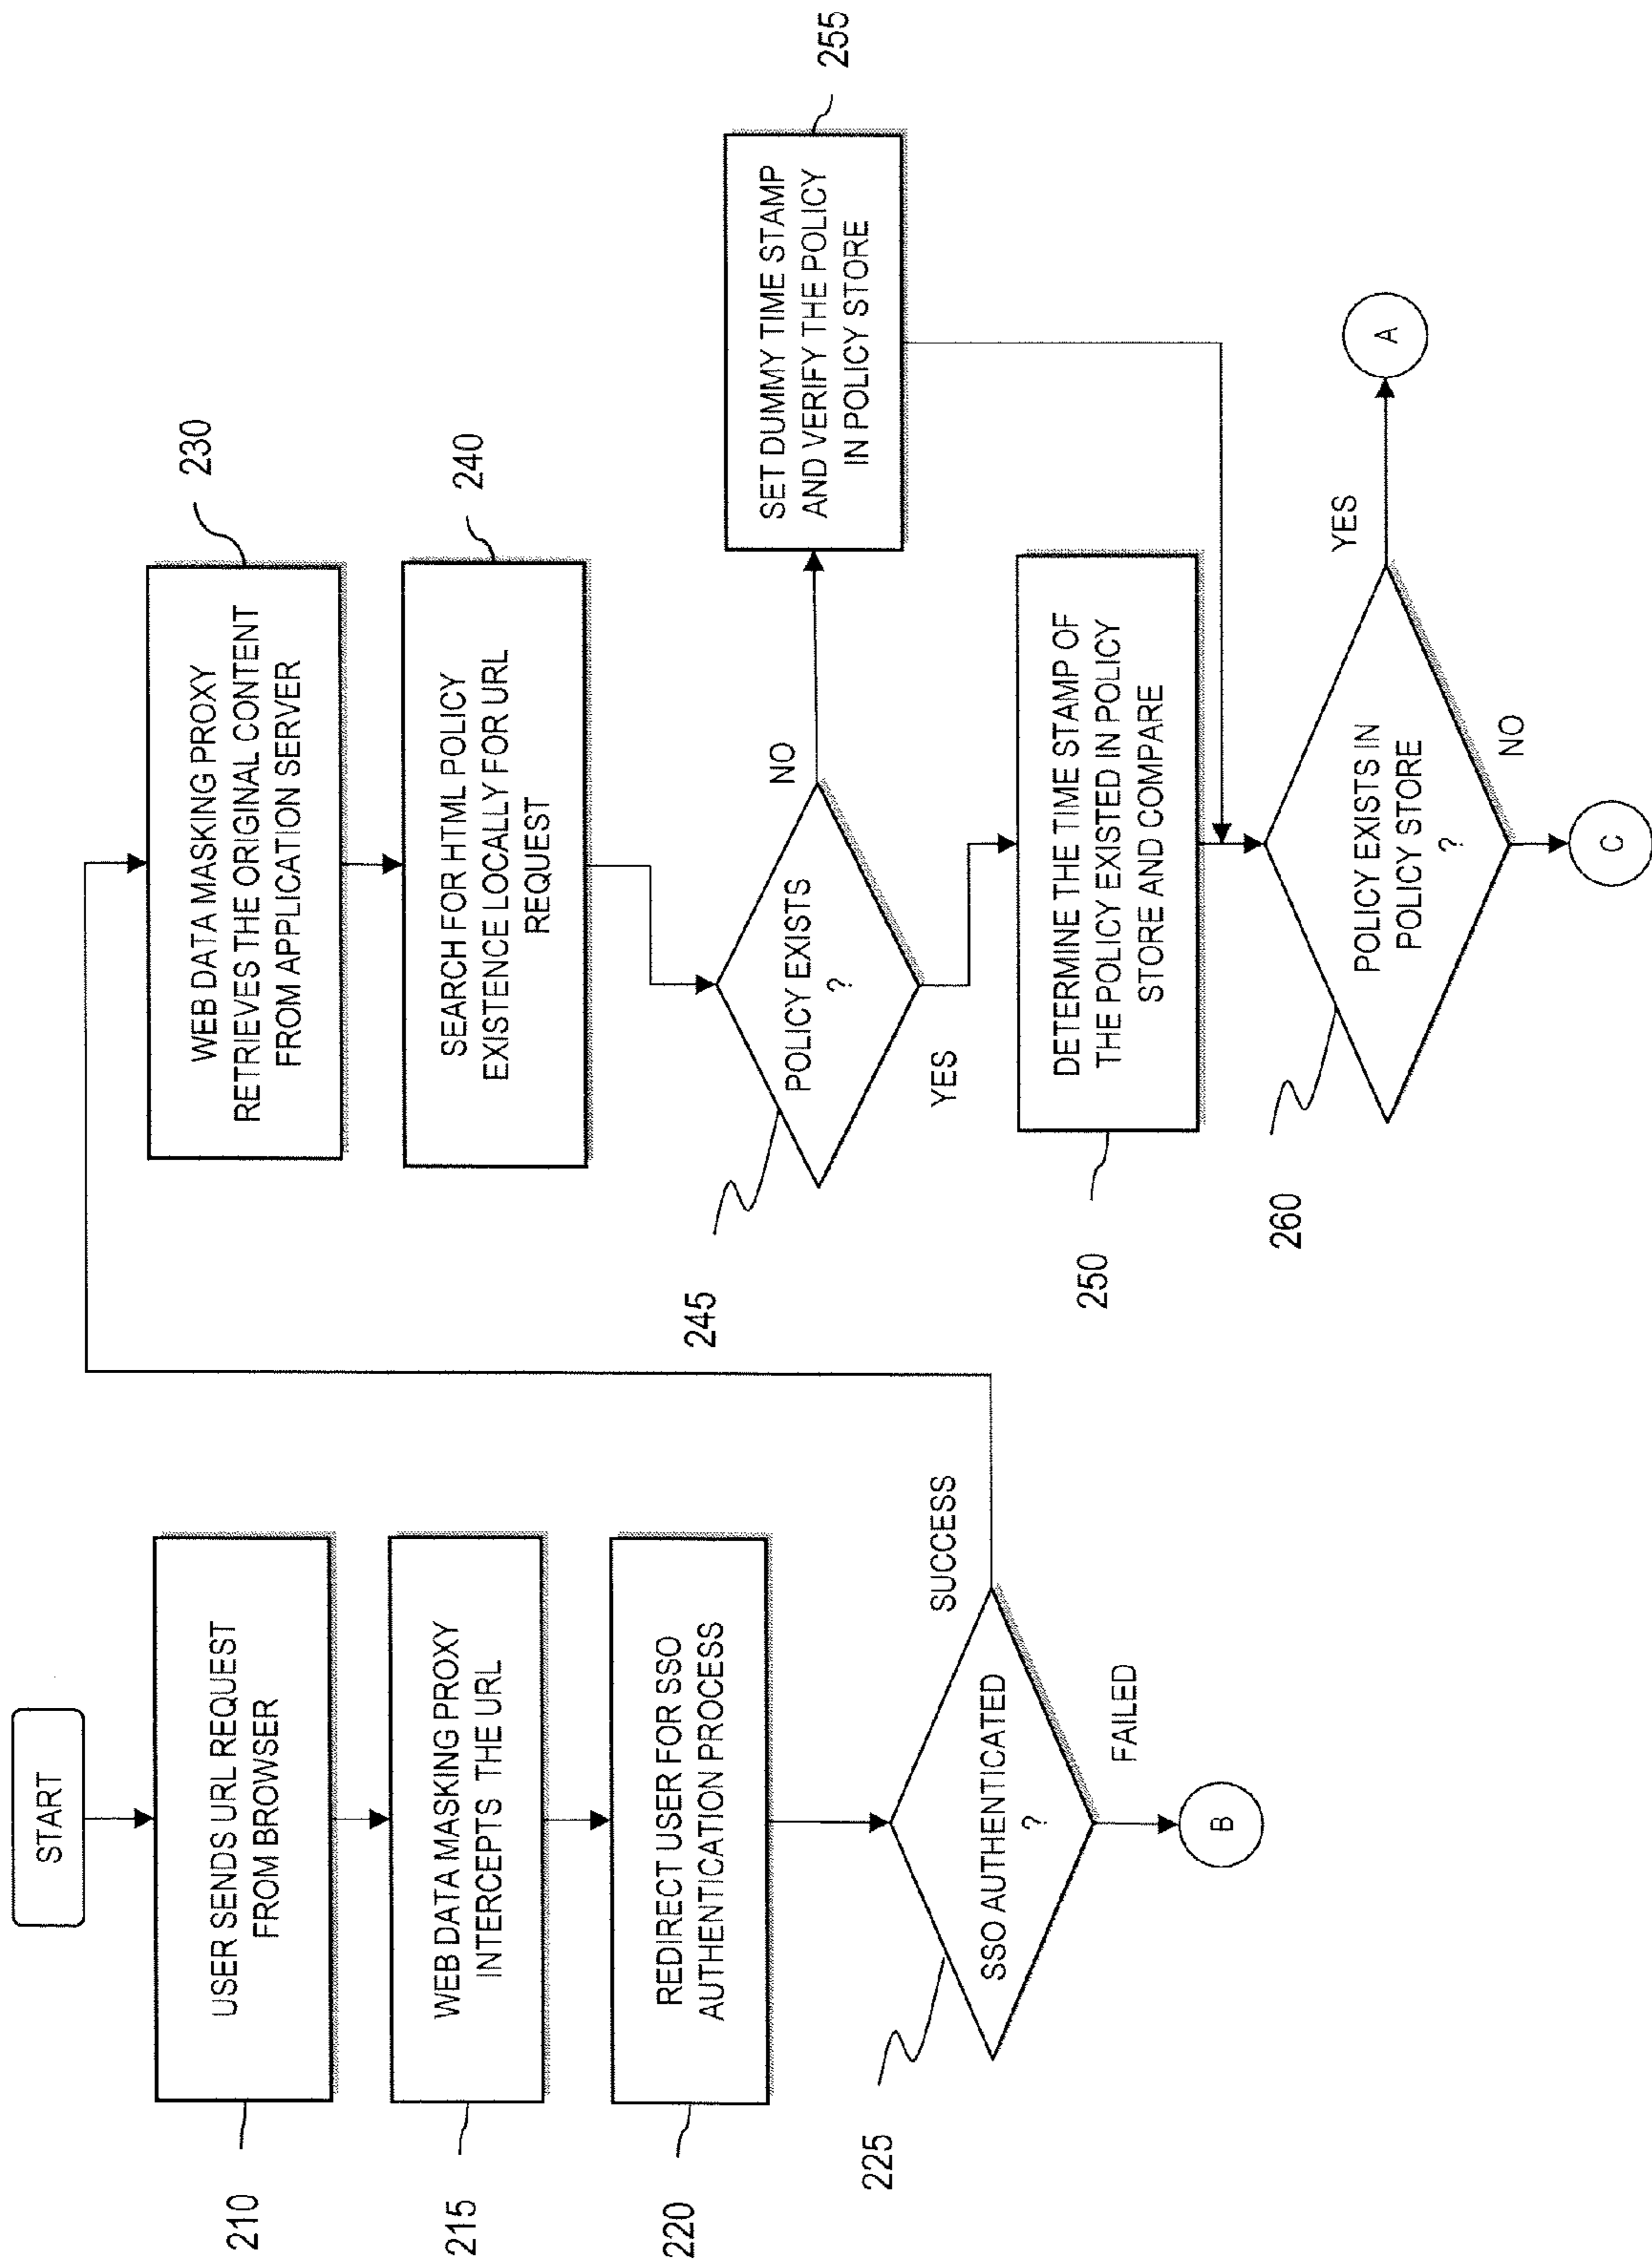 START
USER SENDS URL REQUEST
FROM BROWSER
210
WEB DATA MASKING PROXY
INTERCEPTS THE URL
215
REDIRECT USER FOR SSO
AUTHENTICATION PROCESS
220
SSO AUTHENTICATED
?
225
SUCCESS
FAILED
B
WEB DATA MASKING PROXY
RETRIEVES THE ORIGINAL CONTENT
FROM APPLICATION SERVER
230
SEARCH FOR HTML POLICY
EXISTENCE LOCALLY FOR URL
REQUEST
240
POLICY EXISTS
?
245
NO
YES
SET DUMMY TIME STAMP
AND VERIFY THE POLICY
IN POLICY STORE
255
DETERMINE THE TIME STAMP OF
THE POLICY EXISTED IN POLICY
STORE AND COMPARE
250
POLICY EXISTS IN
POLICY STORE
?
260
YES
A
NO
C